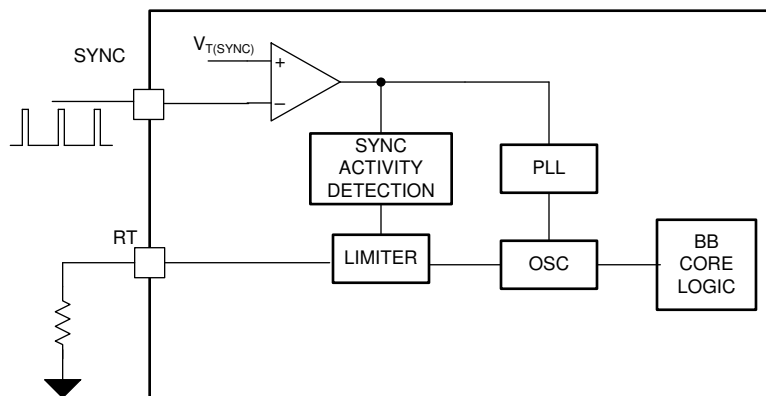 V_T(SYNC)
SYNC
+
−
SYNC
ACTIVITY
DETECTION
PLL
RT
LIMITER
OSC
BB
CORE
LOGIC